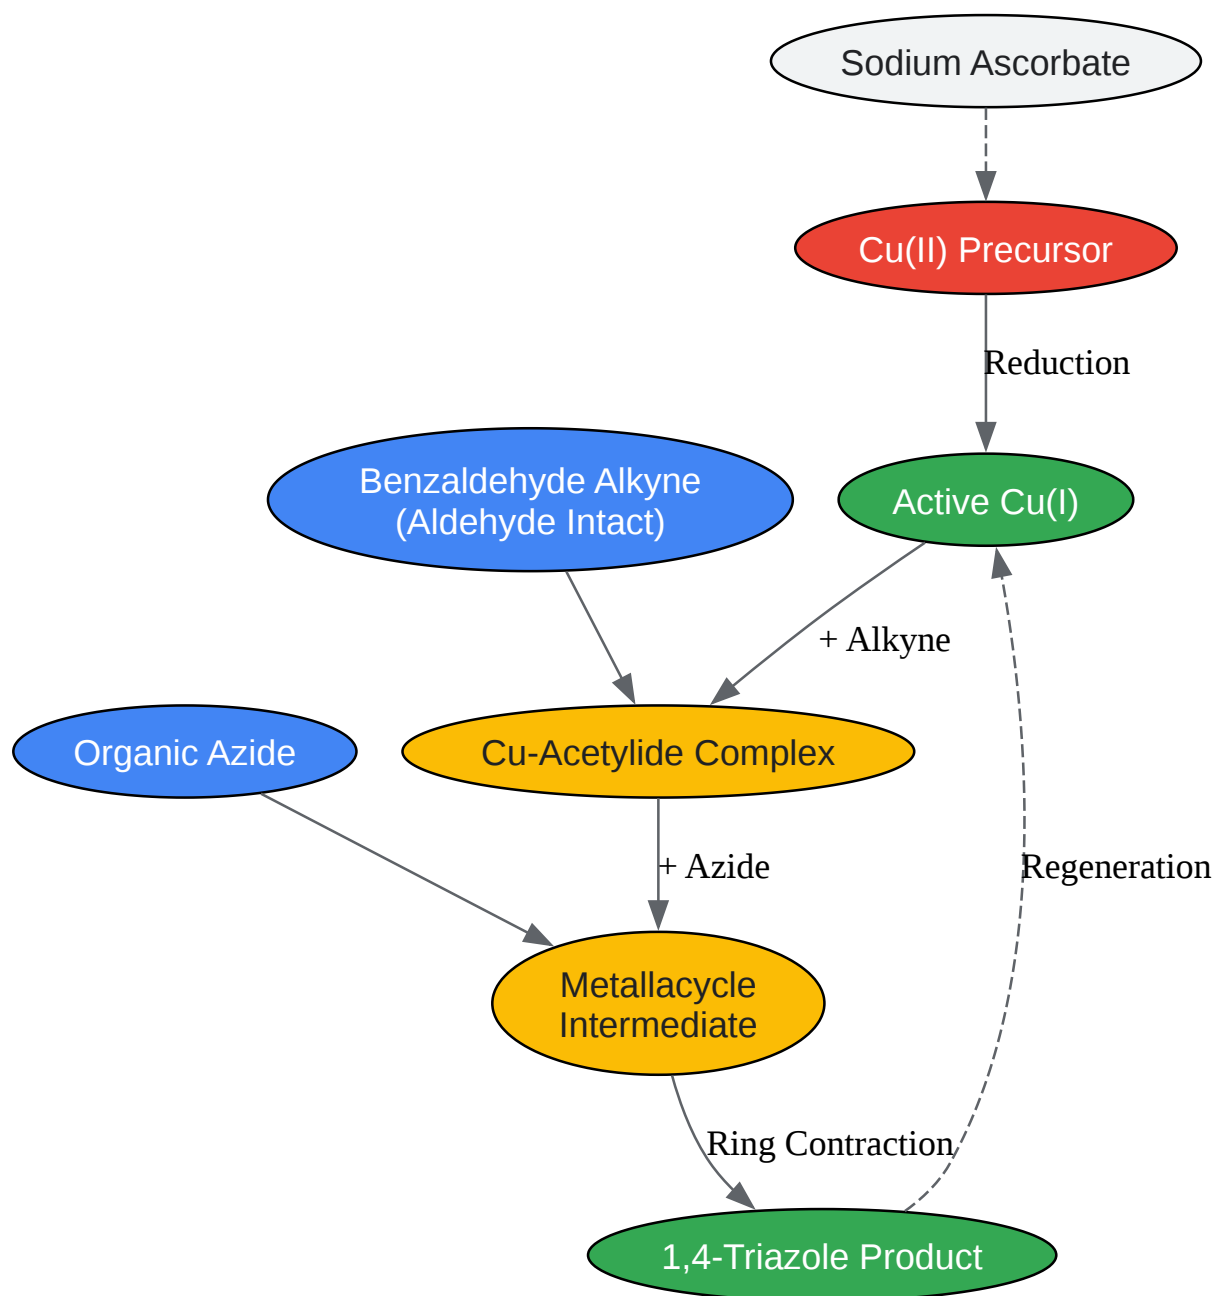 Sodium Ascorbate
Cu(II) Precursor
Reduction
Benzaldehyde Alkyne
(Aldehyde Intact)
Active Cu(I)
+ Alkyne
Organic Azide
Cu-Acetylide Complex
+ Azide
Regeneration
Metallacycle
Intermediate
Ring Contraction
1,4-Triazole Product